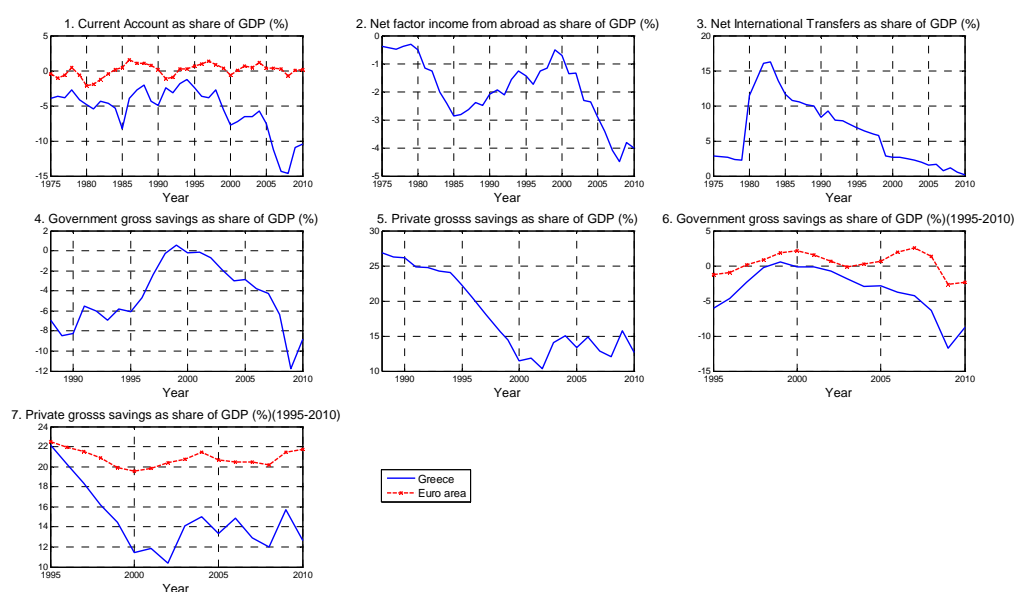 1. Current Account as share of GDP (%)
5
0
-5
-10
-15
1975 1980 1985 1990 1995 2000 2005 2010
Year
2. Net factor income from abroad as share of GDP (%)
0
-1
-2
-3
-4
-5
1975 1980 1985 1990 1995 2000 2005 2010
Year
3. Net International Transfers as share of GDP (%)
20
15
10
5
0
1975 1980 1985 1990 1995 2000 2005 2010
Year
4. Government gross savings as share of GDP (%)
2
0
-2
-4
-6
-8
-10
-12
1990 1995 2000 2005 2010
Year
5. Private grosss savings as share of GDP (%)
30
25
20
15
10
1990 1995 2000 2005 2010
Year
6. Government gross savings as share of GDP (%)(1995-2010)
5
0
-5
-10
-15
1995 2000 2005 2010
Year
7. Private grosss savings as share of GDP (%)(1995-2010)
24
22
20
18
16
14
12
10
1995 2000 2005 2010
Year
Greece
Euro area